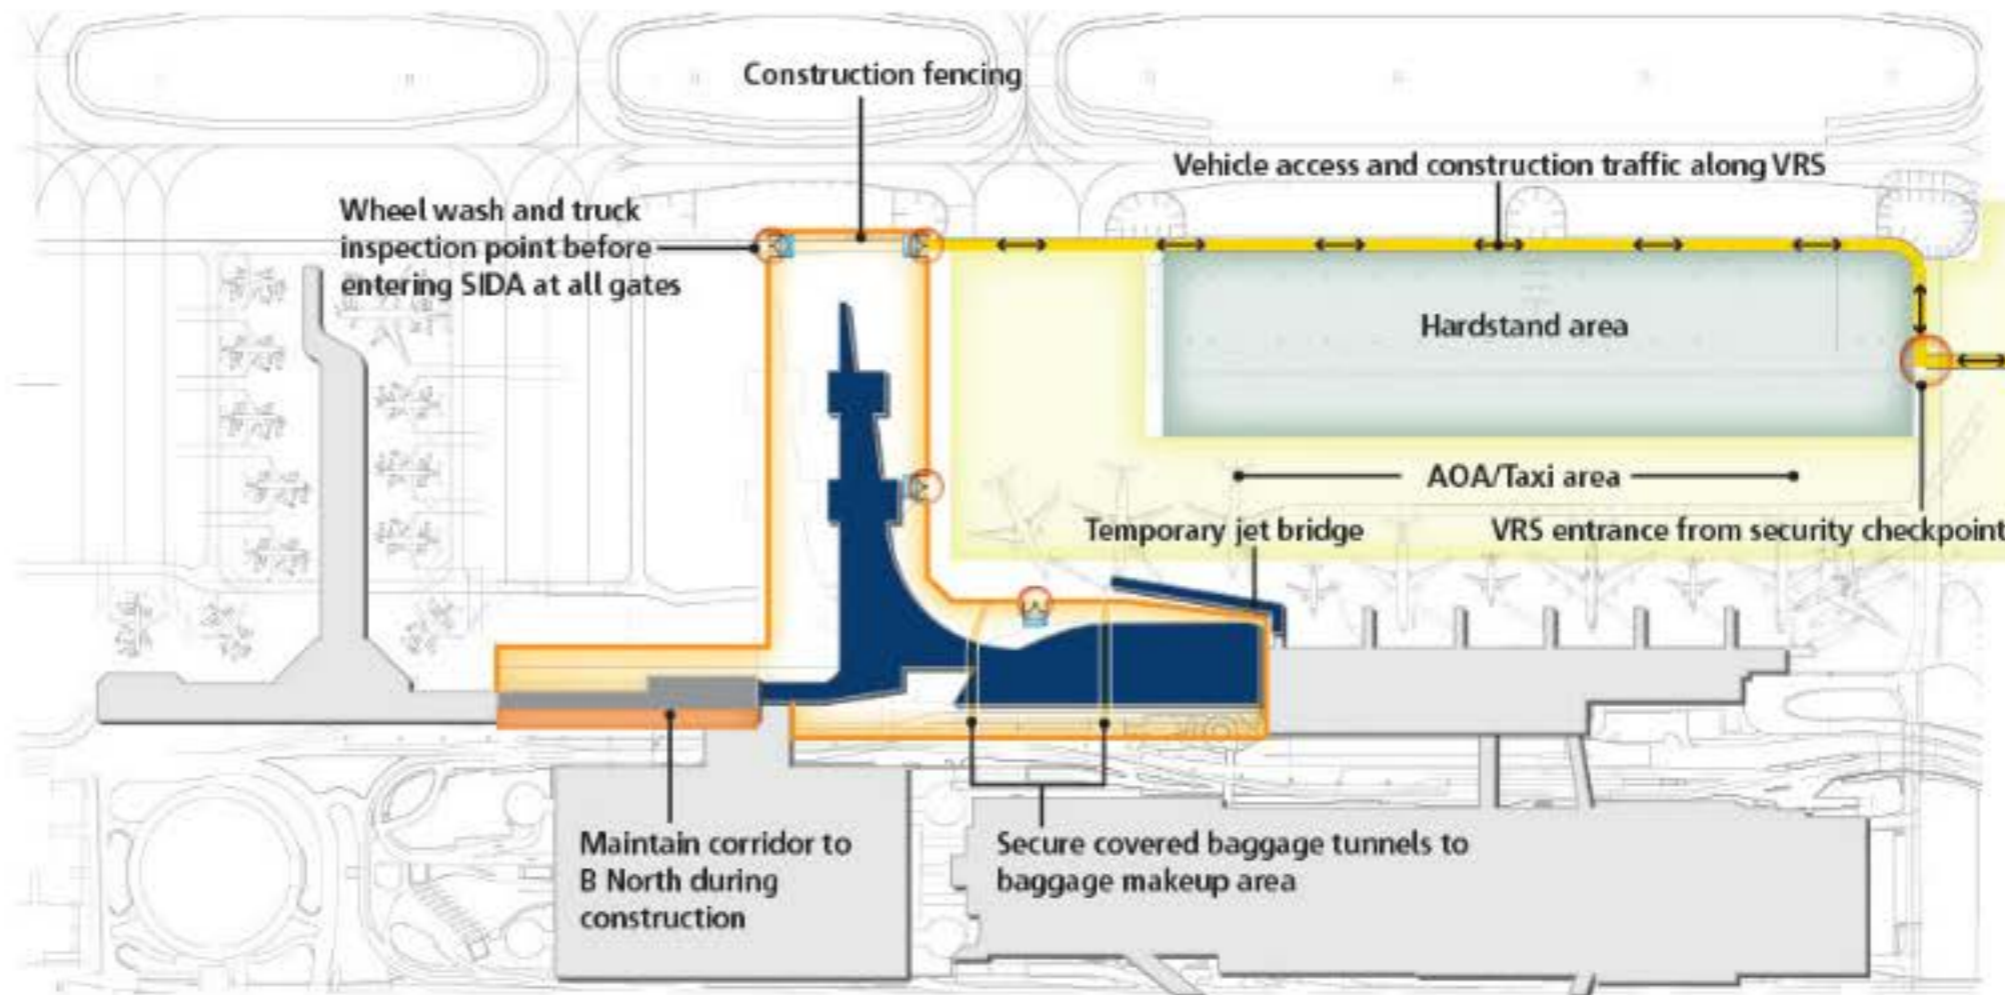 Construction fencing
Vehicle access and construction traffic along VRS
Wheel wash and truck
inspection point before
entering SIDA at all gates
Hardstand area
AOA/Taxi area
Temporary jet bridge
VRS entrance from security checkpoint
Maintain corridor to
B North during
construction
Secure covered baggage tunnels to
baggage makeup area